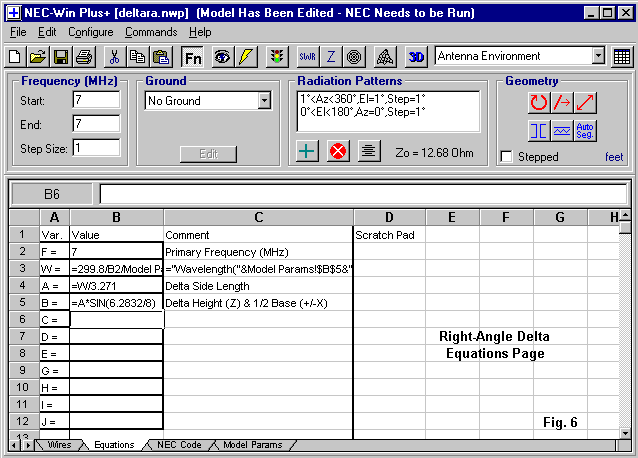 NEC-Win Plus+ [deltara.nwp] (Model Has Been Edit - NEC Needs to be Run)
File Edit Configure Commands Help
Fn SWR Z 3D Antenna Environment
Frequency (MHz)
Start: 7
End: 7
Step Size: 1
Ground
No Ground
Edit
Radiation Patterns
1°<Az<360°,El=1°,Step=1°
0°<El<180°,Az=0°,Step=1°
Zo = 12.68 Ohm
Geometry
Auto Seg.
Stepped feet
B6
A B C D E F G H
1 Var. Value Comment Scratch Pad
2 F = 7 Primary Frequency (MHz)
3 W = =299.8/B2/Model Pa ="Wavelength("&Model Params!$B$5&"
4 A = =W/3.271 Delta Side Length
5 B = =A*SIN(6.2832/8) Delta Height (Z) & 1/2 Base (+/-X)
6 C =
7 D =
8 E =
9 G =
10 H =
11 I =
12 J =
13
Right-Angle Delta
Equations Page
Fig. 6
Wires Equations NEC Code Model Params